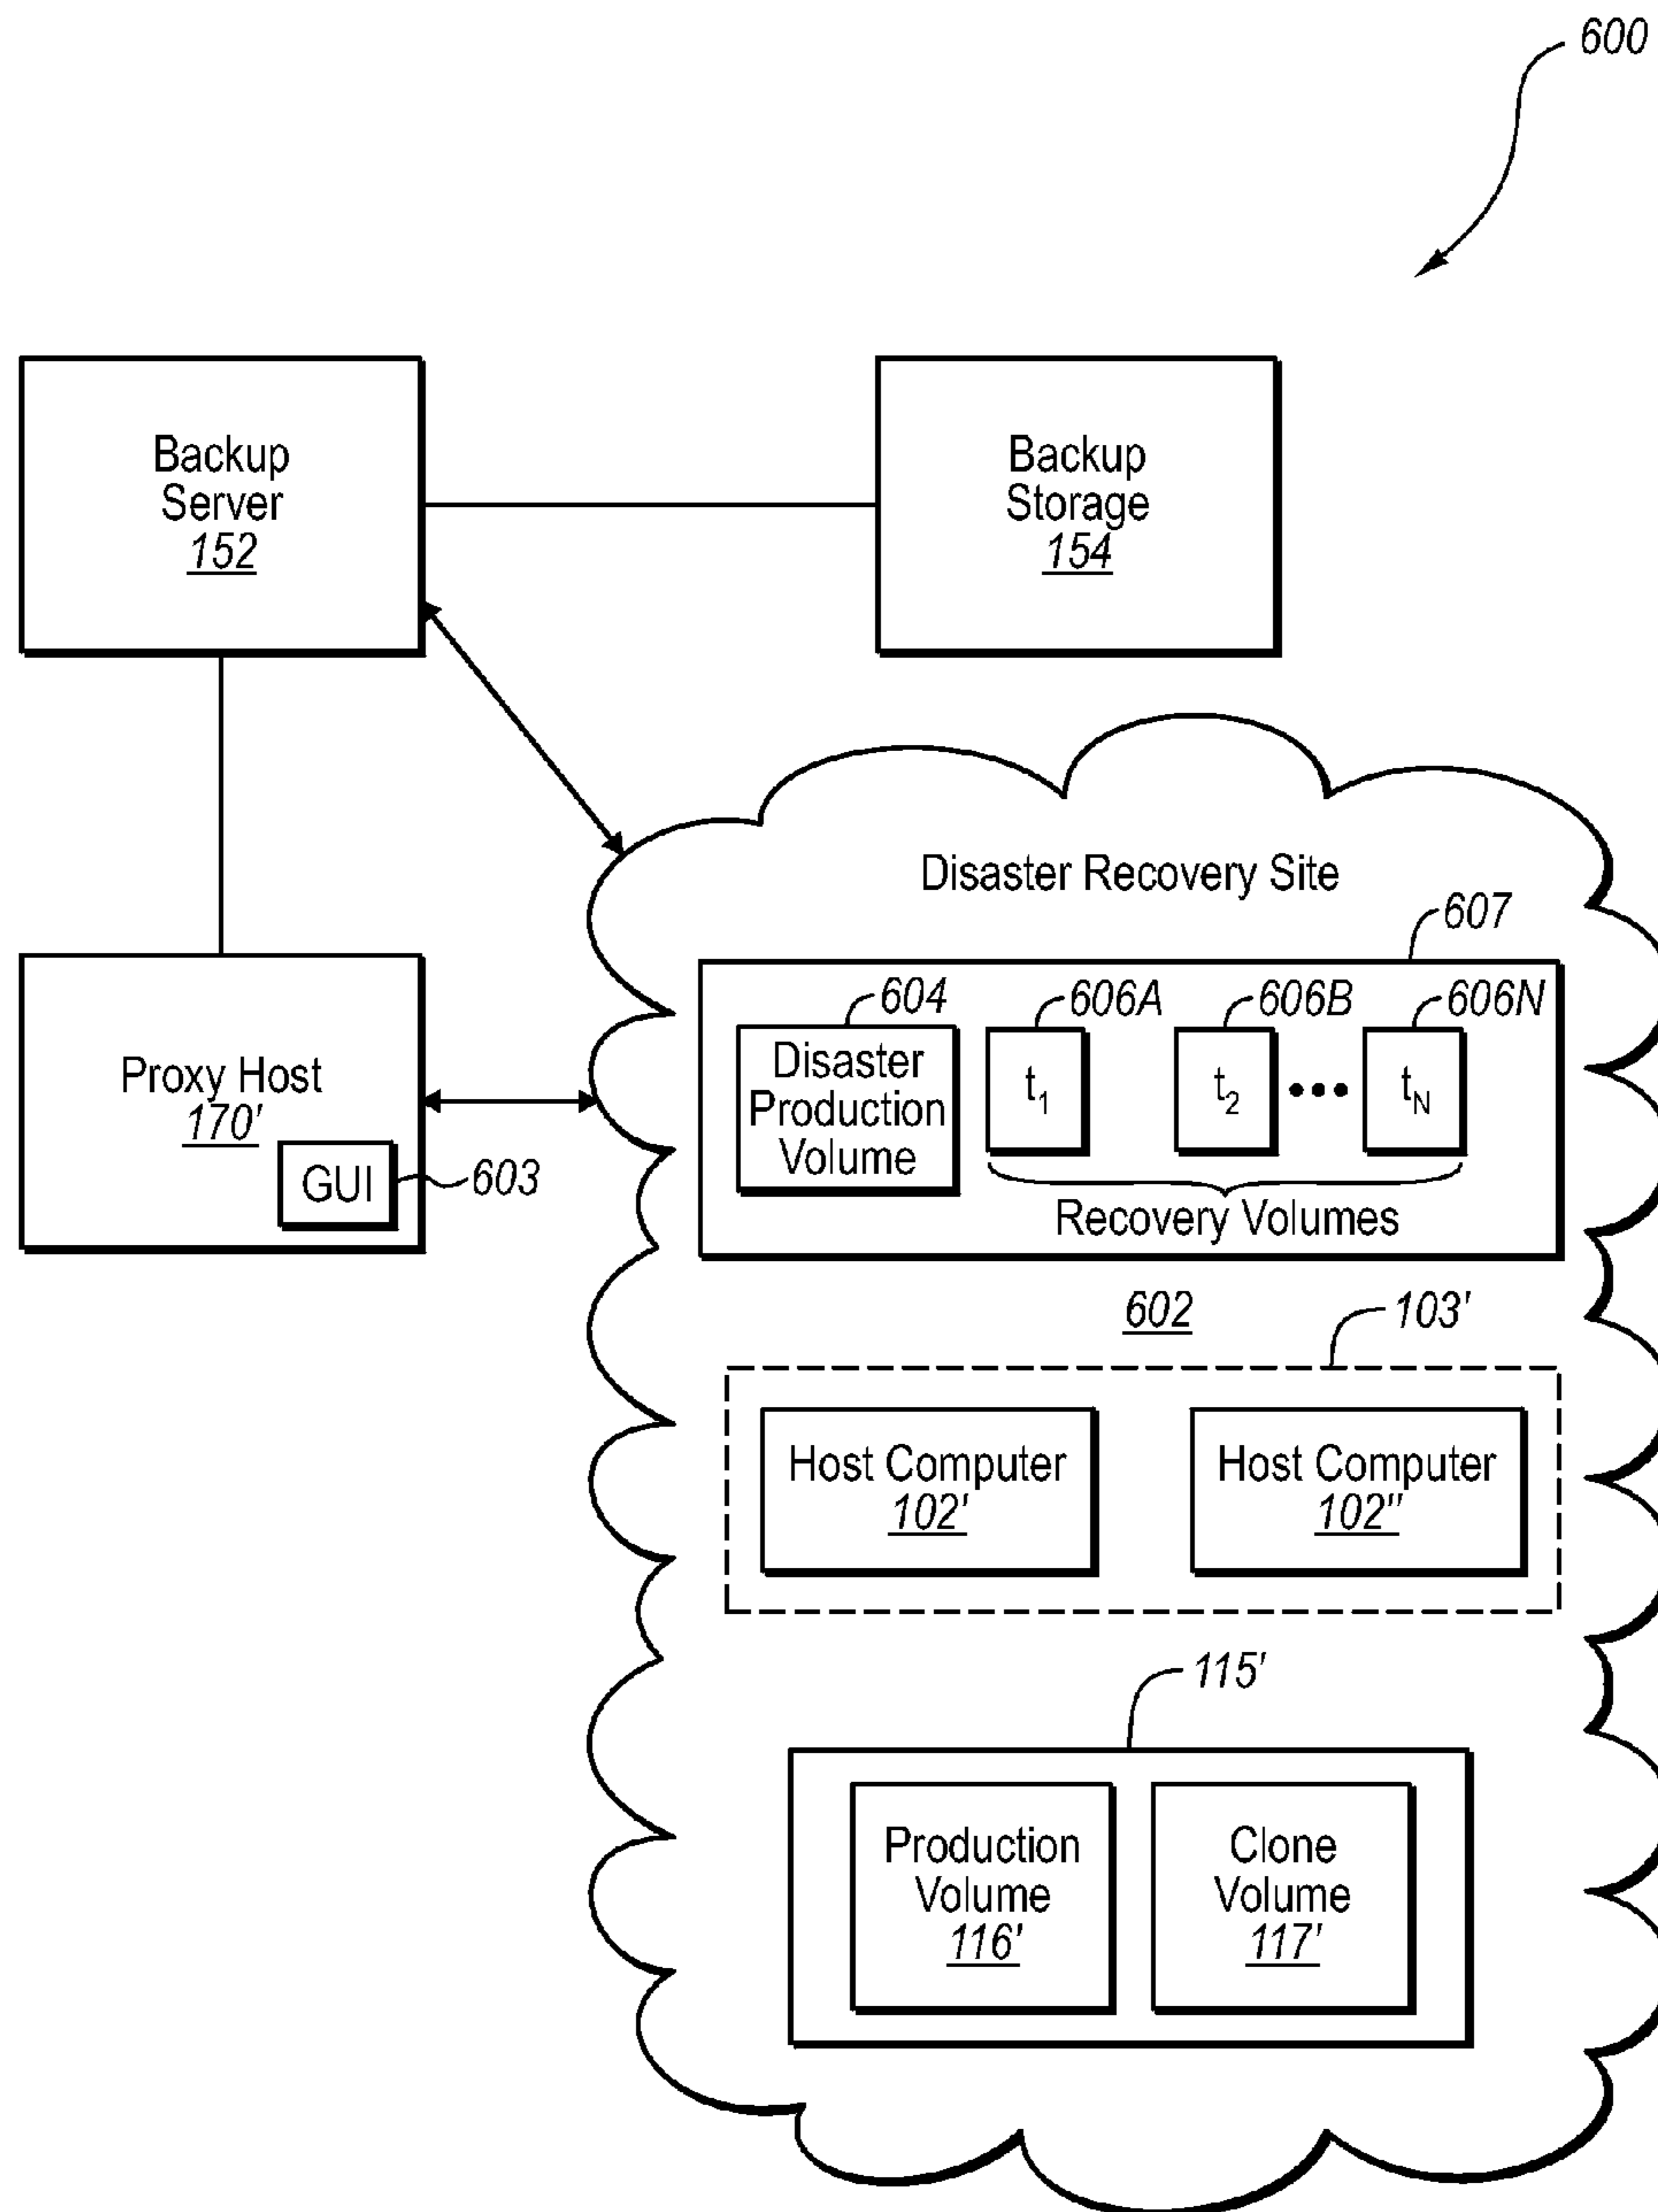 600
Backup
Server
152
Backup
Storage
154
Disaster Recovery Site
607
604
606A
606B
606N
Disaster
Production
Volume
t1
t2
•••
tN
Recovery Volumes
Proxy Host
170'
GUI
603
602
103'
Host Computer
102'
Host Computer
102"
115'
Production
Volume
116'
Clone
Volume
117'